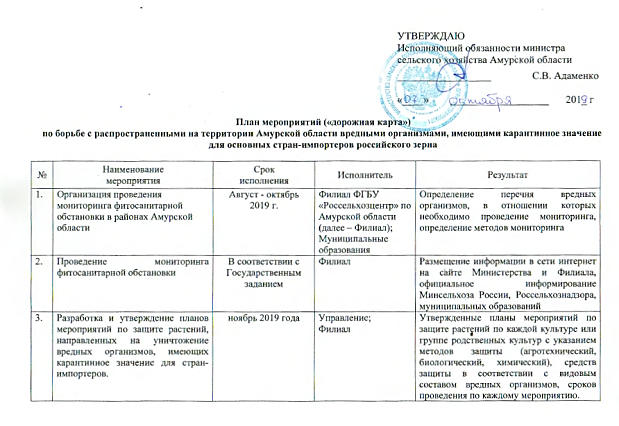 УТВЕРЖДАЮ
Исполняющий обязанности министра
сельского хозяйства Амурской области
С.В. Адаменко
«07» октября 2019 г
План мероприятий («дорожная карта»)
по борьбе с распространенными на территории Амурской области вредными организмами, имеющими карантинное значение
для основных стран-импортеров российского зерна
№
Наименование
мероприятия
Срок
исполнения
Исполнитель
Результат
1.
Организация проведения
мониторинга фитосанитарной
обстановки в районах Амурской
области
Август - октябрь
2019 г.
Филиал ФГБУ
«Россельхозцентр» по
Амурской области
(далее – Филиал);
Муниципальные
образования
Определение перечня вредных
организмов, в отношении которых
необходимо проведение мониторинга,
определение методов мониторинга
2.
Проведение мониторинга
фитосанитарной обстановки
В соответствии с
Государственным
заданием
Филиал
Размещение информации в сети интернет
на сайте Министерства и Филиала,
официальное информирование
Минсельхоза России, Россельхознадзора,
муниципальных образований
3.
Разработка и утверждение планов
мероприятий по защите растений,
направленных на уничтожение
вредных организмов, имеющих
карантинное значение для стран-
импортеров.
ноябрь 2019 года
Управление;
Филиал
Утвержденные планы мероприятий по
защите растений по каждой культуре или
группе родственных культур с указанием
методов защиты (агротехнический,
биологический, химический), средств
защиты в соответствии с видовым
составом вредных организмов, сроков
проведения по каждому мероприятию.